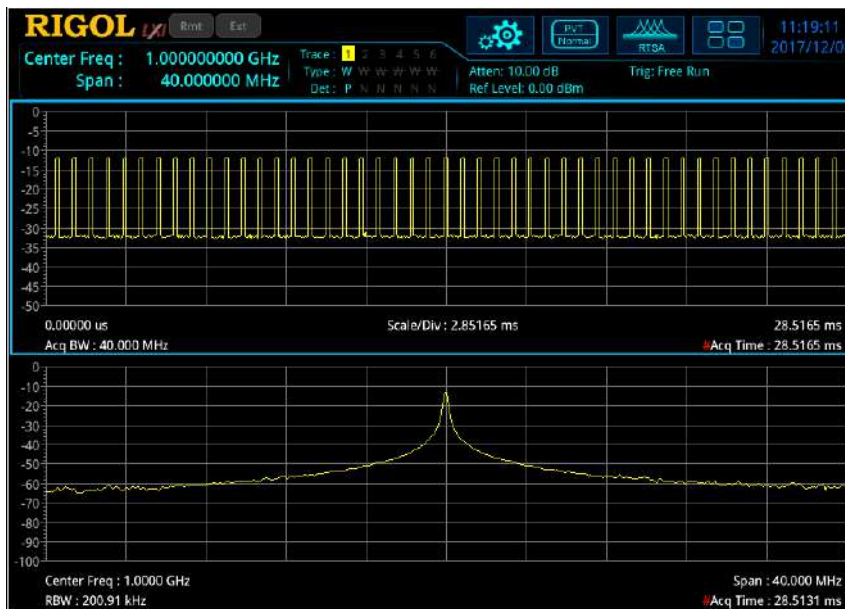 RIGOL LXI Rmt Ext
PVT
Normal
RTSA
11:19:11
2017/12/0
Center Freq : 1.000000000 GHz
Span : 40.000000 MHz
Trace : 1 2 3 4 5 6
Type : W W W W W W
Det : P N N N N N
Atten: 10.00 dB
Ref Level: 0.00 dBm
Trig: Free Run
0
-5
-10
-15
-20
-25
-30
-35
-40
-45
-50
0.00000 us Scale/Div : 2.85165 ms 28.5165 ms
Acq BW : 40.000 MHz #Acq Time : 28.5165 ms
0
-10
-20
-30
-40
-50
-60
-70
-80
-90
-100
Center Freq : 1.0000 GHz Span : 40.000 MHz
RBW : 200.91 kHz #Acq Time : 28.5131 ms